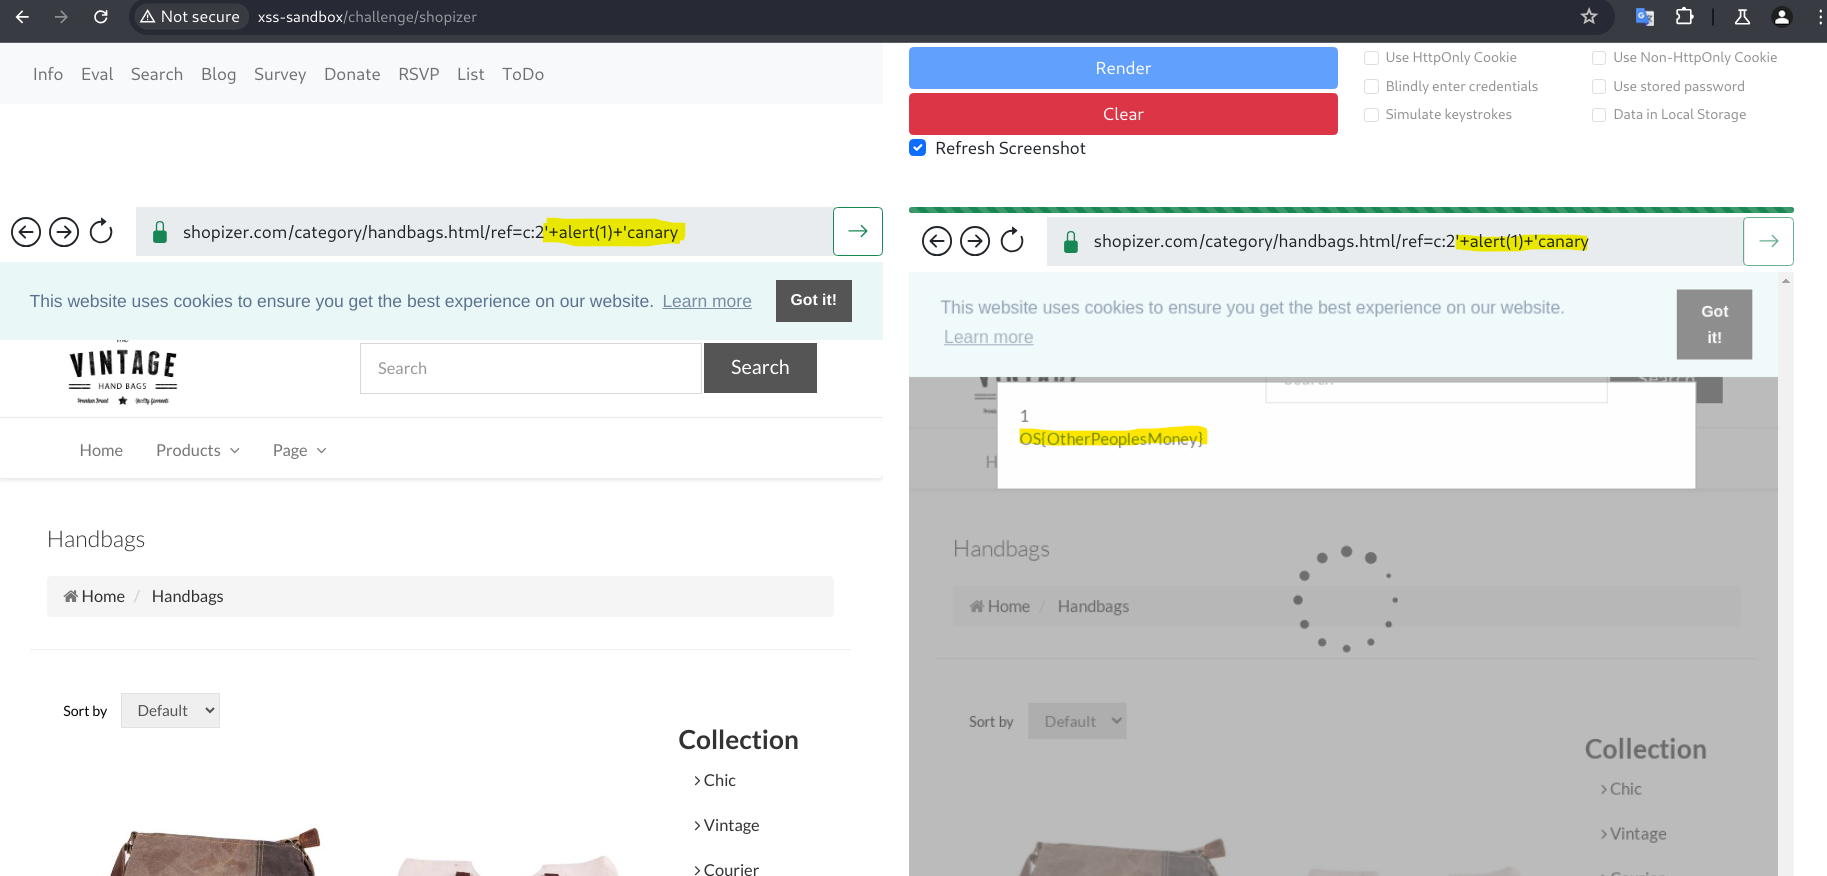 Not secure xss-sandbox/challenge/shopizer
Info Eval Search Blog Survey Donate RSVP List ToDo
Render
Clear
Refresh Screenshot
Use HttpOnly Cookie
Use Non-HttpOnly Cookie
Blindly enter credentials
Use stored password
Simulate keystrokes
Data in Local Storage
shopizer.com/category/handbags.html/ref=c:2'+alert(1)+'canary
This website uses cookies to ensure you get the best experience on our website. Learn more
Got it!
VINTAGE
HAND BAGS
Search
Search
Home Products Page
Handbags
Home / Handbags
Sort by Default
Collection
Chic
Vintage
Courier
shopizer.com/category/handbags.html/ref=c:2'+alert(1)+'canary
This website uses cookies to ensure you get the best experience on our website.
Learn more
Got
it!
1
OS{OtherPeoplesMoney}
H
Handbags
Home / Handbags
Sort by Default
Collection
Chic
Vintage